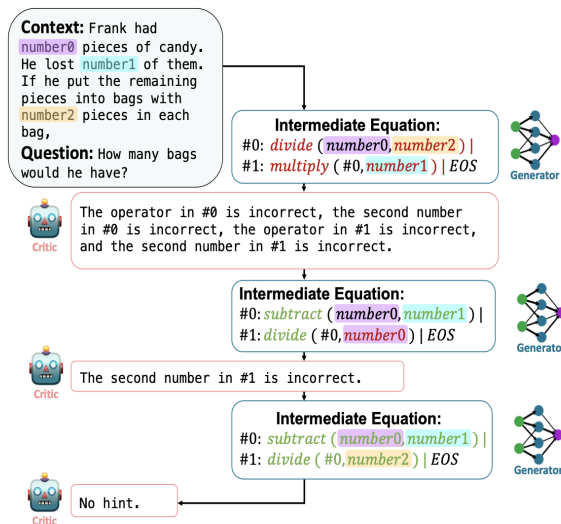 Context: Frank had
number0 pieces of candy.
He lost number1 of them.
If he put the remaining
pieces into bags with
number2 pieces in each
bag,
Question: How many bags
would he have?
Intermediate Equation:
#0: divide (number0,number2) |
#1: multiply ( #0,number1) | EOS
Generator
The operator in #0 is incorrect, the second number
in #0 is incorrect, the operator in #1 is incorrect,
and the second number in #1 is incorrect.
Critic
Intermediate Equation:
#0: subtract (number0,number1) |
#1: divide ( #0,number0) | EOS
Generator
The second number in #1 is incorrect.
Critic
Intermediate Equation:
#0: subtract (number0,number1) |
#1: divide ( #0,number2) | EOS
Generator
No hint.
Critic